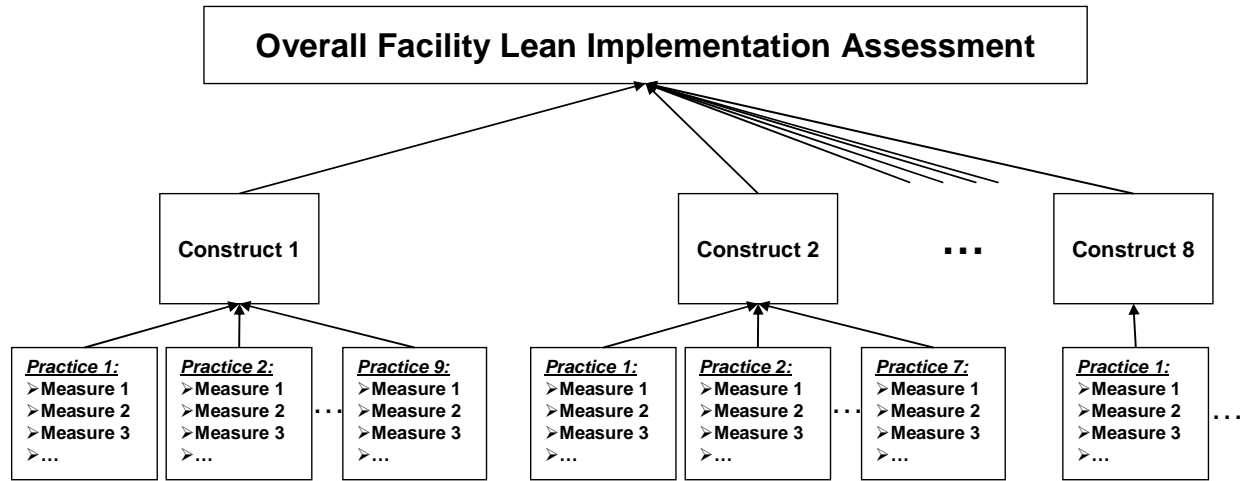 Overall Facility Lean Implementation Assessment
Construct 1
Construct 2
...
Construct 8
Practice 1:
➢Measure 1
➢Measure 2
➢Measure 3
➢...
Practice 2:
➢Measure 1
➢Measure 2
➢Measure 3
➢...
...
Practice 9:
➢Measure 1
➢Measure 2
➢Measure 3
➢...
Practice 1:
➢Measure 1
➢Measure 2
➢Measure 3
➢...
Practice 2:
➢Measure 1
➢Measure 2
➢Measure 3
➢...
...
Practice 7:
➢Measure 1
➢Measure 2
➢Measure 3
➢...
Practice 1:
➢Measure 1
➢Measure 2
➢Measure 3
➢...
...